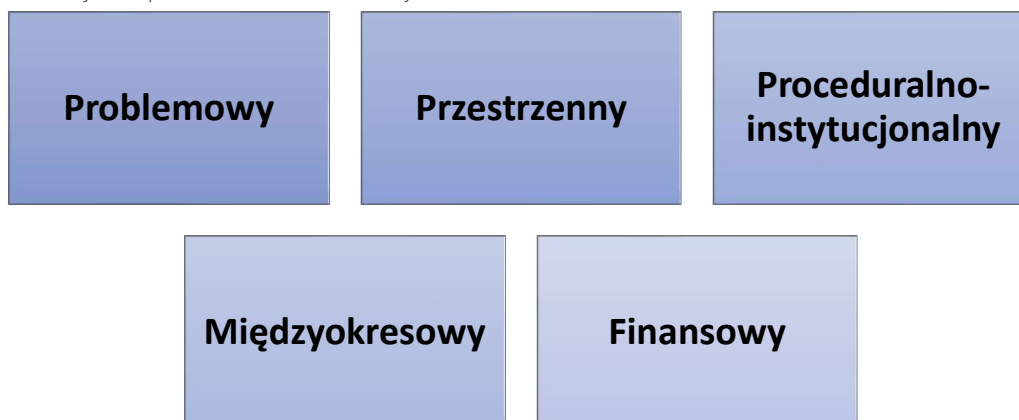 Problemowy
Przestrzenny
Proceduralno-
instytucjonalny
Międzyokresowy
Finansowy